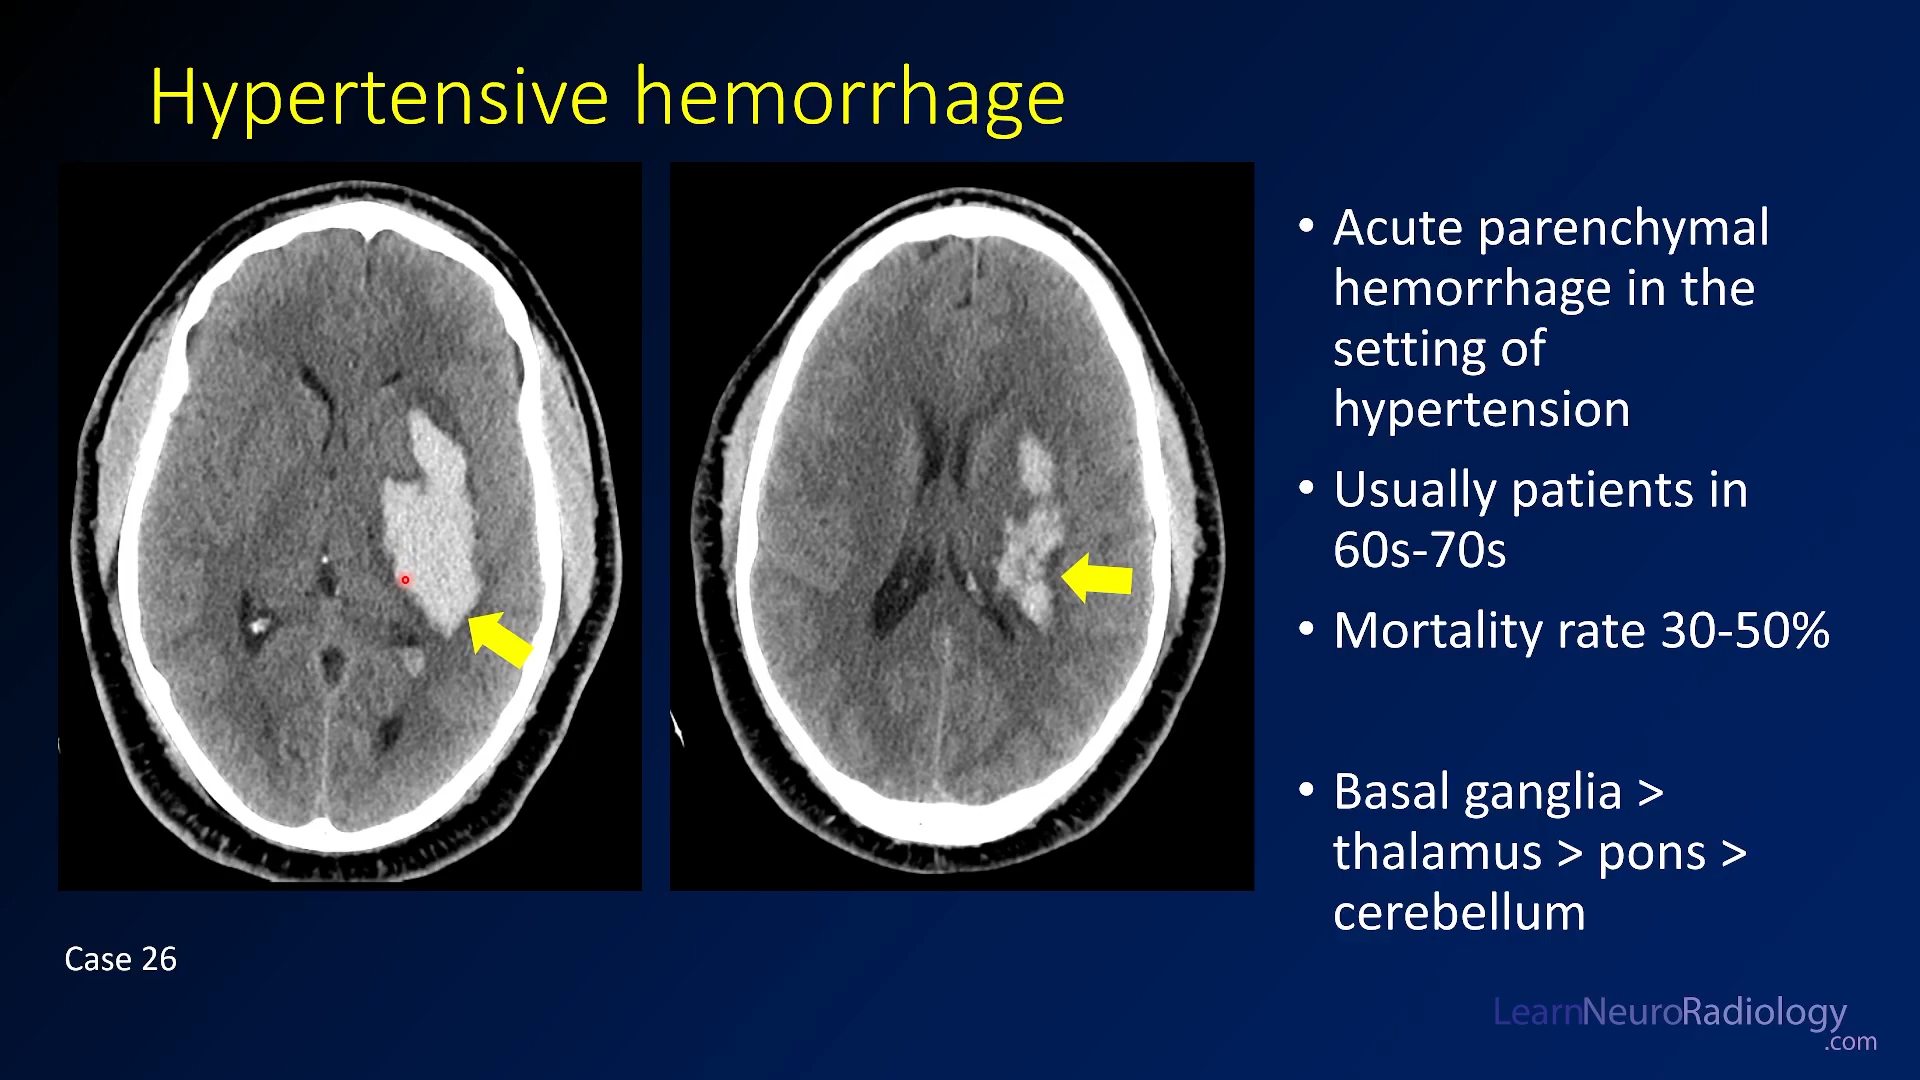 Hypertensive hemorrhage
• Acute parenchymal
hemorrhage in the
setting of
hypertension
• Usually patients in
60s-70s
• Mortality rate 30-50%
• Basal ganglia >
thalamus > pons >
cerebellum
Case 26
LearnNeuroRadiology
.com